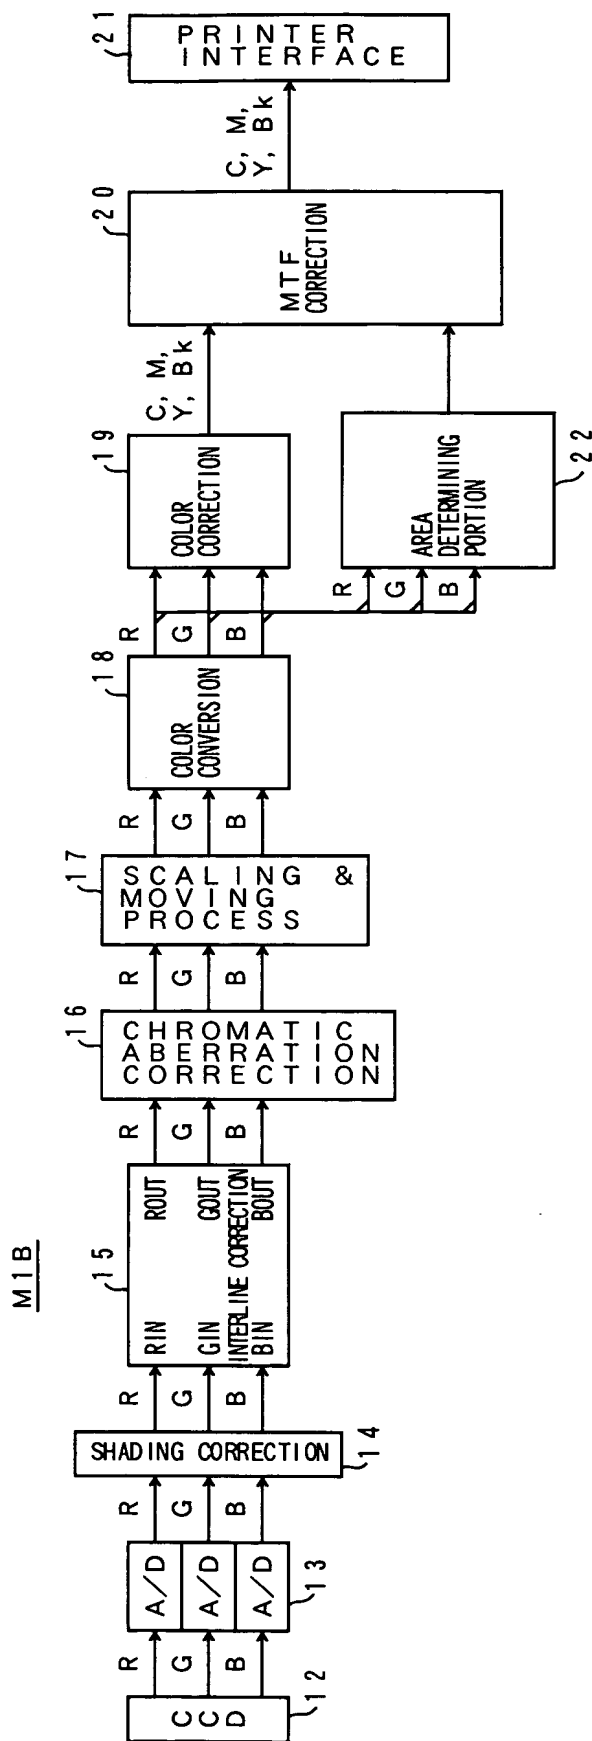 M1B
CCD
12
R
G
B
A/D
A/D
A/D
13
R
G
B
SHADING CORRECTION
14
R
G
B
15
RIN
ROUT
GIN
GOUT
INTERLINE CORRECTION
BIN
BOUT
R
G
B
16
CHROMATIC
ABERRATION
CORRECTION
R
G
B
17
SCALING &
MOVING
PROCESS
R
G
B
18
COLOR
CONVERSION
R
G
B
19
COLOR
CORRECTION
R
G
B
AREA
DETERMINING
PORTION
22
C, M,
Y, Bk
20
MTF
CORRECTION
C, M,
Y, Bk
21
PRINTER
INTERFACE